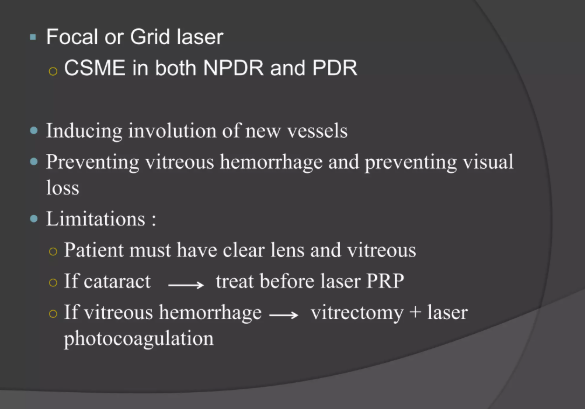 Focal or Grid laser
CSME in both NPDR and PDR
Inducing involution of new vessels
Preventing vitreous hemorrhage and preventing visual
loss
Limitations :
Patient must have clear lens and vitreous
If cataract ⟶ treat before laser PRP
If vitreous hemorrhage ⟶ vitrectomy + laser
photocoagulation